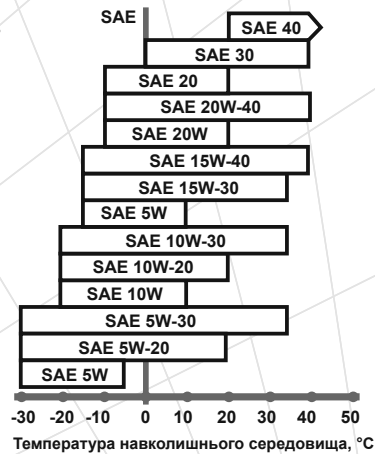 SAE
SAE 40
SAE 30
SAE 20
SAE 20W-40
SAE 20W
SAE 15W-40
SAE 15W-30
SAE 5W
SAE 10W-30
SAE 10W-20
SAE 10W
SAE 5W-30
SAE 5W-20
SAE 5W
-30 -20 -10 0 10 20 30 40 50
Температура навколишнього середовища, °C